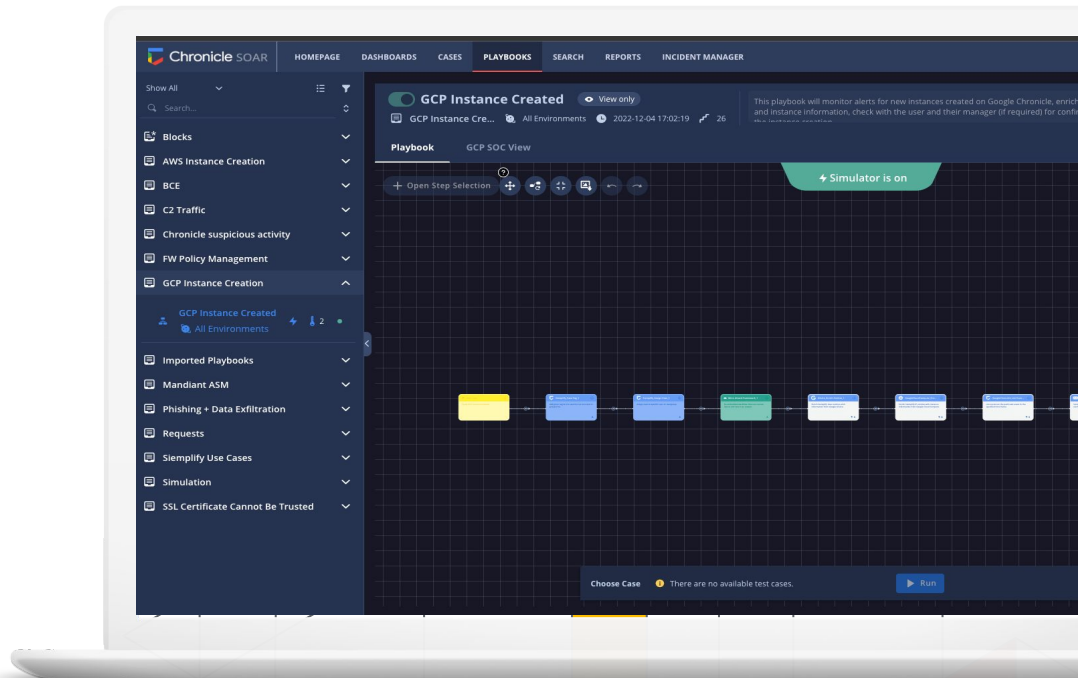 Chronicle SOAR
HOMEPAGE DASHBOARDS CASES PLAYBOOKS SEARCH REPORTS INCIDENT MANAGER
Show All
Search...
Blocks
AWS Instance Creation
BCE
C2 Traffic
Chronicle suspicious activity
FW Policy Management
GCP Instance Creation
GCP Instance Created 2
All Environments
Imported Playbooks
Mandiant ASM
Phishing + Data Exfiltration
Requests
Siemplify Use Cases
Simulation
SSL Certificate Cannot Be Trusted
GCP Instance Created View only
GCP Instance Cre... All Environments 2022-12-04 17:02:19 26
This playbook will monitor alerts for new instances created on Google Chronicle, enrich
and instance information, check with the user and their manager (if required) for confir
the instance creation
Playbook GCP SOC View
?
+ Open Step Selection
Simulator is on
Choose Case There are no available test cases. Run